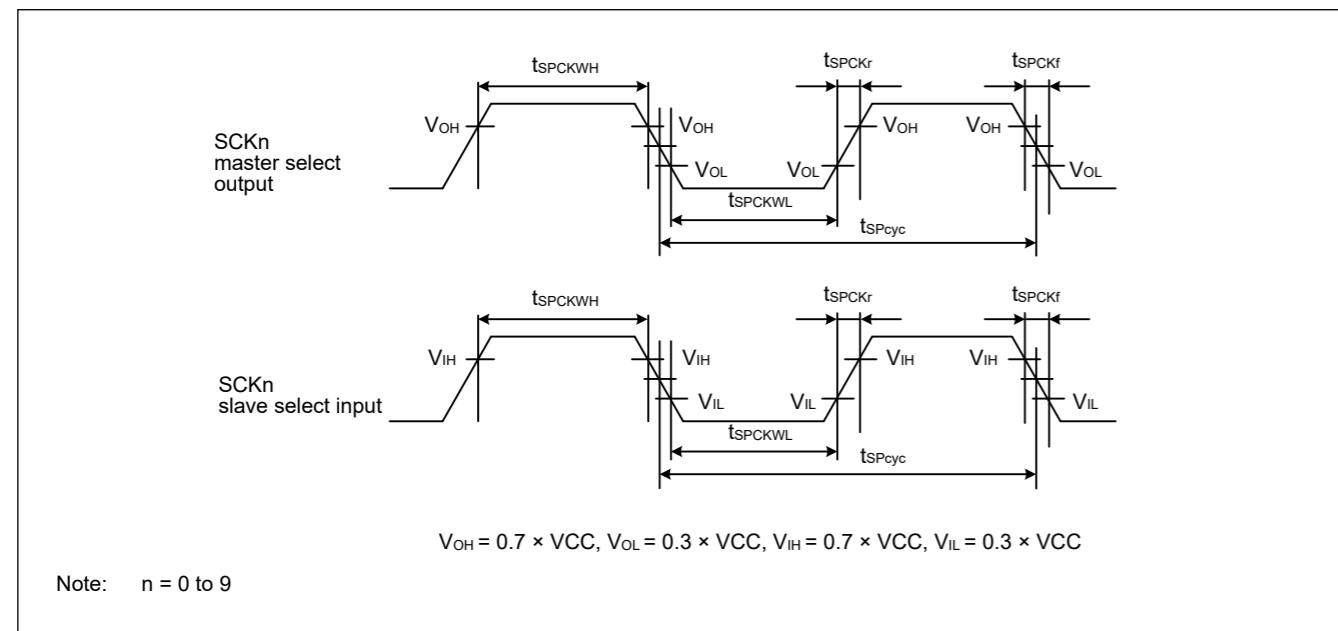 tSPCKWH
tSPCKr
tSPCKf
VOH
VOH
VOH
VOH
SCKn
master select
output
VOL
VOL
VOL
tSPCKWL
tSPcyc
tSPCKWH
tSPCKr
tSPCKf
VIH
VIH
VIH
VIH
SCKn
slave select input
VIL
VIL
VIL
tSPCKWL
tSPcyc
VOH = 0.7 × VCC, VOL = 0.3 × VCC, VIH = 0.7 × VCC, VIL = 0.3 × VCC
Note: n = 0 to 9